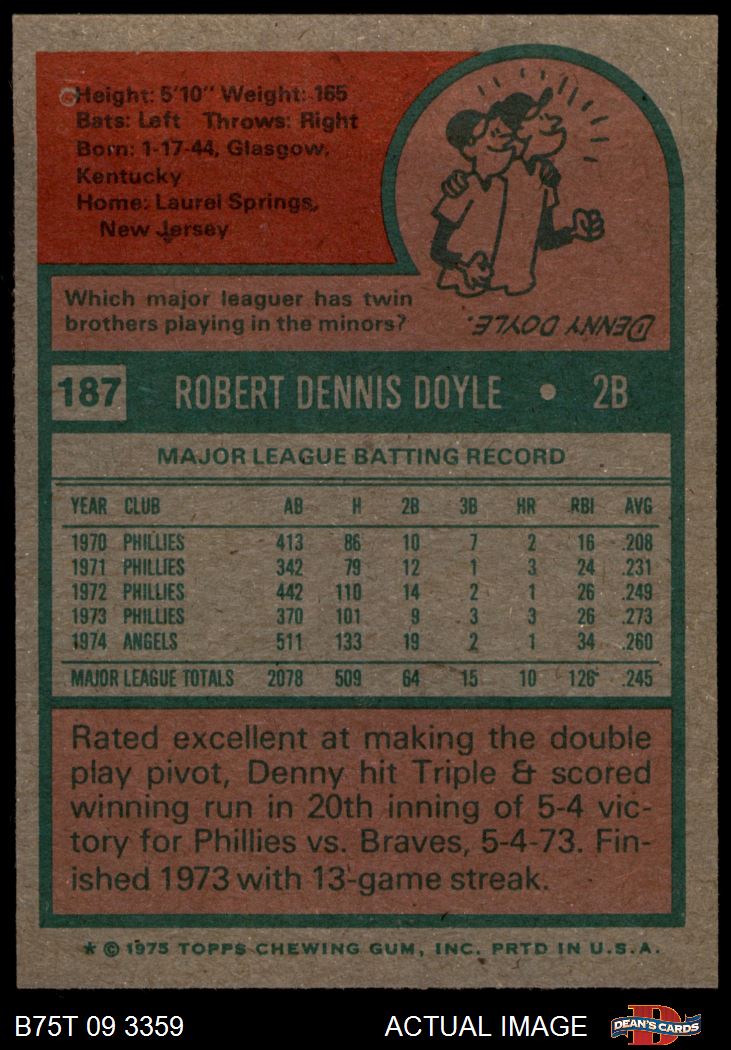 Height: 5'10" Weight: 165
Bats: Left Throws: Right
Born: 1-17-44, Glasgow,
Kentucky
Home: Laurel Springs,
New Jersey
Which major leaguer has twin
brothers playing in the minors?
DENNY DOYLE.
187 ROBERT DENNIS DOYLE • 2B
MAJOR LEAGUE BATTING RECORD
YEAR CLUB AB H 2B 3B HR RBI AVG
1970 PHILLIES 413 86 10 7 2 16 .208
1971 PHILLIES 342 79 12 1 3 24 .231
1972 PHILLIES 442 110 14 2 1 26 .249
1973 PHILLIES 370 101 9 3 3 26 .273
1974 ANGELS 511 133 19 2 1 34 .260
MAJOR LEAGUE TOTALS 2078 509 64 15 10 126 .245
Rated excellent at making the double
play pivot, Denny hit Triple & scored
winning run in 20th inning of 5-4 vic-
tory for Phillies vs. Braves, 5-4-73. Fin-
ished 1973 with 13-game streak.
* © 1975 TOPPS CHEWING GUM, INC. PRTD IN U.S.A.
B75T 09 3359 ACTUAL IMAGE D DEAN'S CARDS